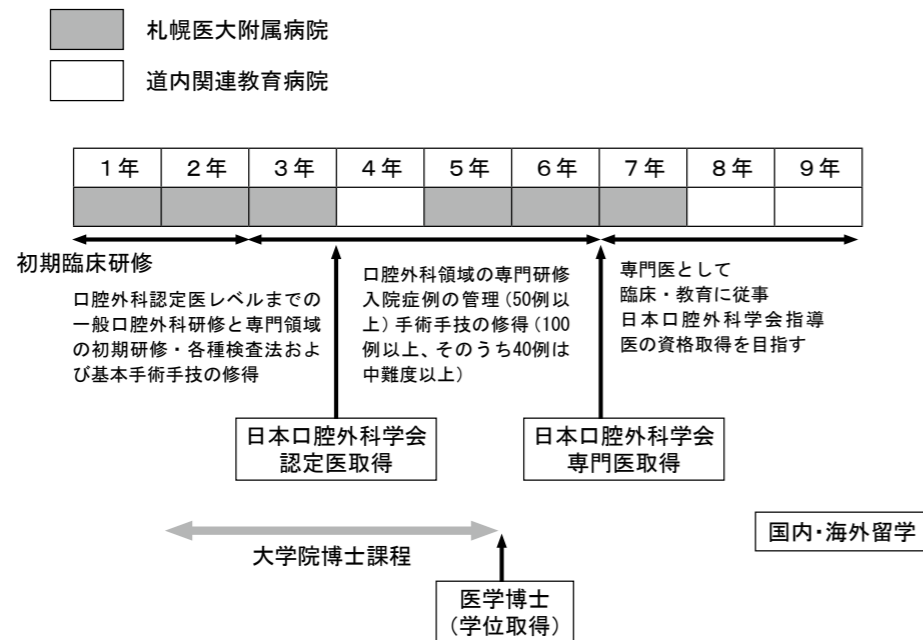 札幌医大附属病院
道内関連教育病院
1年 2年 3年 4年 5年 6年 7年 8年 9年
初期臨床研修
口腔外科認定医レベルまでの
一般口腔外科研修と専門領域
の初期研修・各種検査法およ
び基本手術手技の修得
口腔外科領域の専門研修
入院症例の管理（50例以
上）手術手技の修得（100
例以上、そのうち40例は
中難度以上）
専門医として
臨床・教育に従事
日本口腔外科学会指導
医の資格取得を目指す
日本口腔外科学会
認定医取得
日本口腔外科学会
専門医取得
大学院博士課程
国内・海外留学
医学博士
（学位取得）